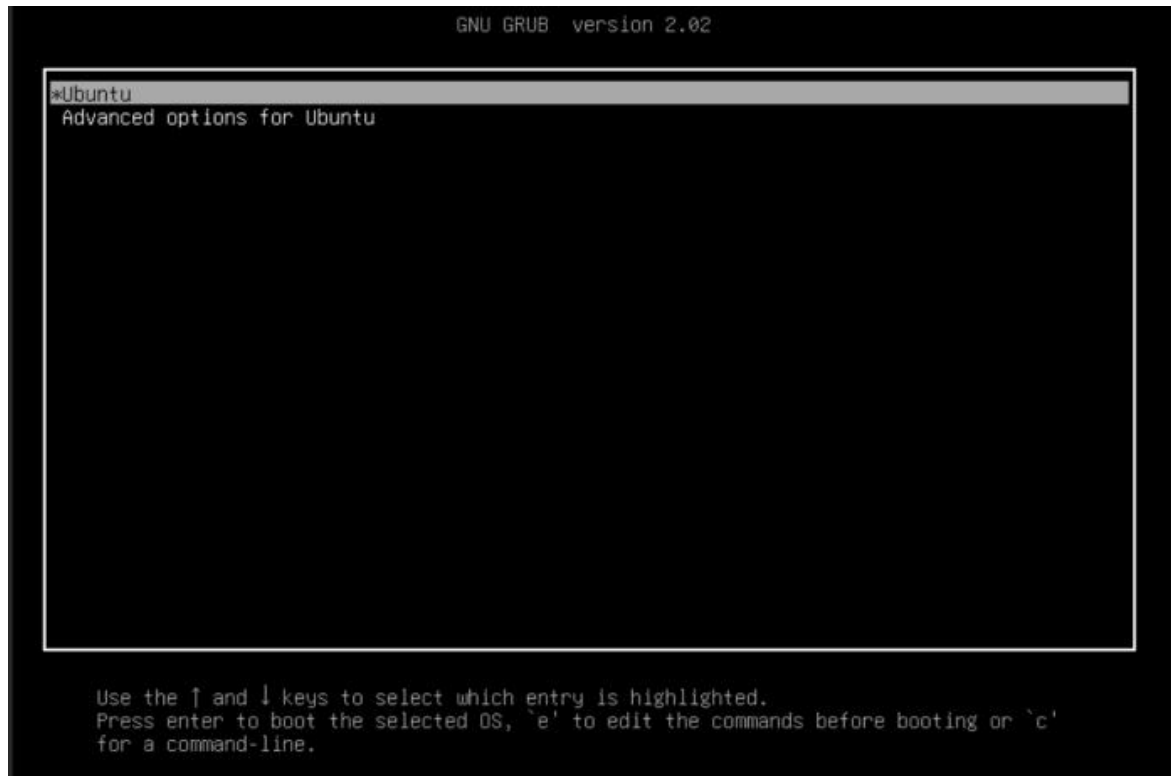 GNU GRUB  version 2.02
*Ubuntu
Advanced options for Ubuntu
Use the ↑ and ↓ keys to select which entry is highlighted.
Press enter to boot the selected OS, `e' to edit the commands before booting or `c'
for a command-line.